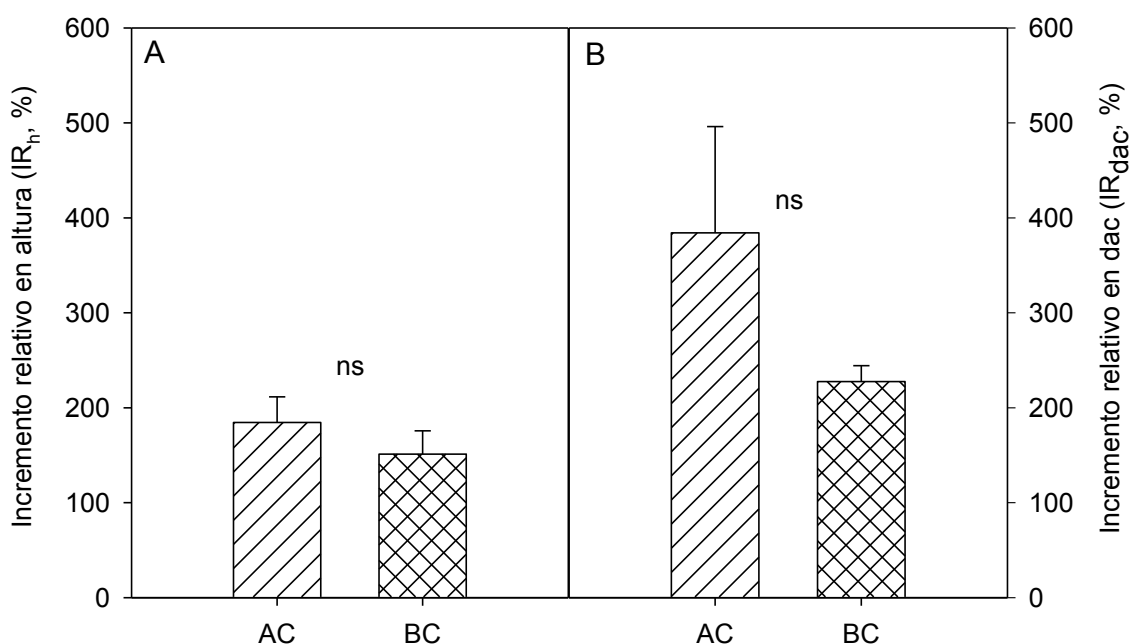 Incremento relativo en altura (IRh, %)
600
500
400
300
200
100
0
A
ns
AC
BC
B
ns
AC
BC
600
500
400
300
200
100
0
Incremento relativo en dac (IRdac, %)